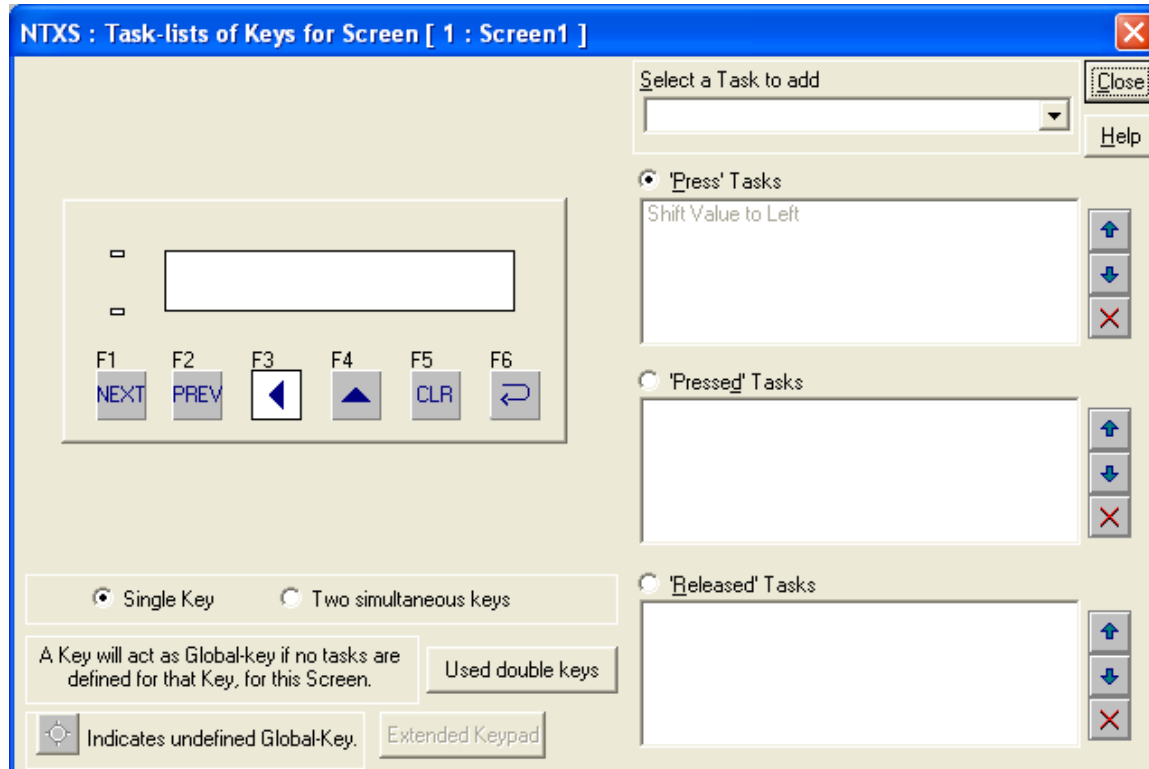 NTXS : Task-lists of Keys for Screen [ 1 : Screen1 ]
Select a Task to add
Close
Help
'Press' Tasks
Shift Value to Left
F1 F2 F3 F4 F5 F6
NEXT PREV CLR
'Pressed' Tasks
Single Key Two simultaneous keys
'Released' Tasks
A Key will act as Global-key if no tasks are
defined for that Key, for this Screen.
Used double keys
Indicates undefined Global-Key.
Extended Keypad